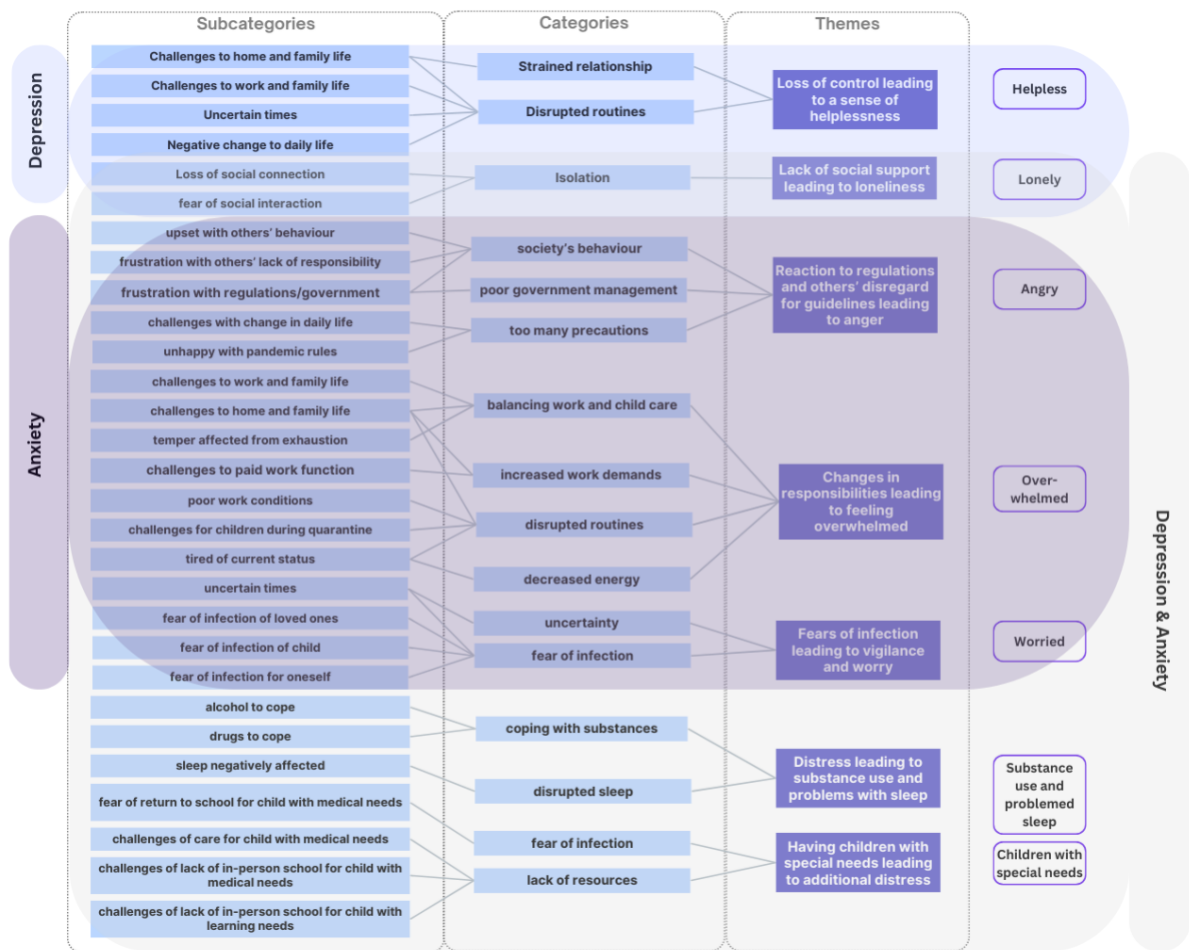 Subcategories
Categories
Themes
Depression
Challenges to home and family life
Challenges to work and family life
Uncertain times
Negative change to daily life
Loss of social connection
fear of social interaction
Strained relationship
Disrupted routines
Isolation
Loss of control leading
to a sense of
helplessness
Lack of social support
leading to loneliness
Helpless
Lonely
Anxiety
upset with others' behaviour
frustration with others' lack of responsibility
frustration with regulations/government
challenges with change in daily life
unhappy with pandemic rules
challenges to work and family life
challenges to home and family life
temper affected from exhaustion
challenges to paid work function
poor work conditions
challenges for children during quarantine
tired of current status
uncertain times
fear of infection of loved ones
fear of infection of child
fear of infection for oneself
society's behaviour
poor government management
too many precautions
balancing work and child care
increased work demands
disrupted routines
decreased energy
uncertainty
fear of infection
Reaction to regulations
and others' disregard
for guidelines leading
to anger
Changes in
responsibilities leading
to feeling
overwhelmed
Fears of infection
leading to vigilance
and worry
Angry
Over-
whelmed
Worried
Depression & Anxiety
alcohol to cope
drugs to cope
sleep negatively affected
fear of return to school for child with medical needs
challenges of care for child with medical needs
challenges of lack of in-person school for child with
medical needs
challenges of lack of in-person school for child with
learning needs
coping with substances
disrupted sleep
fear of infection
lack of resources
Distress leading to
substance use and
problems with sleep
Having children with
special needs leading
to additional distress
Substance
use and
problemed
sleep
Children with
special needs